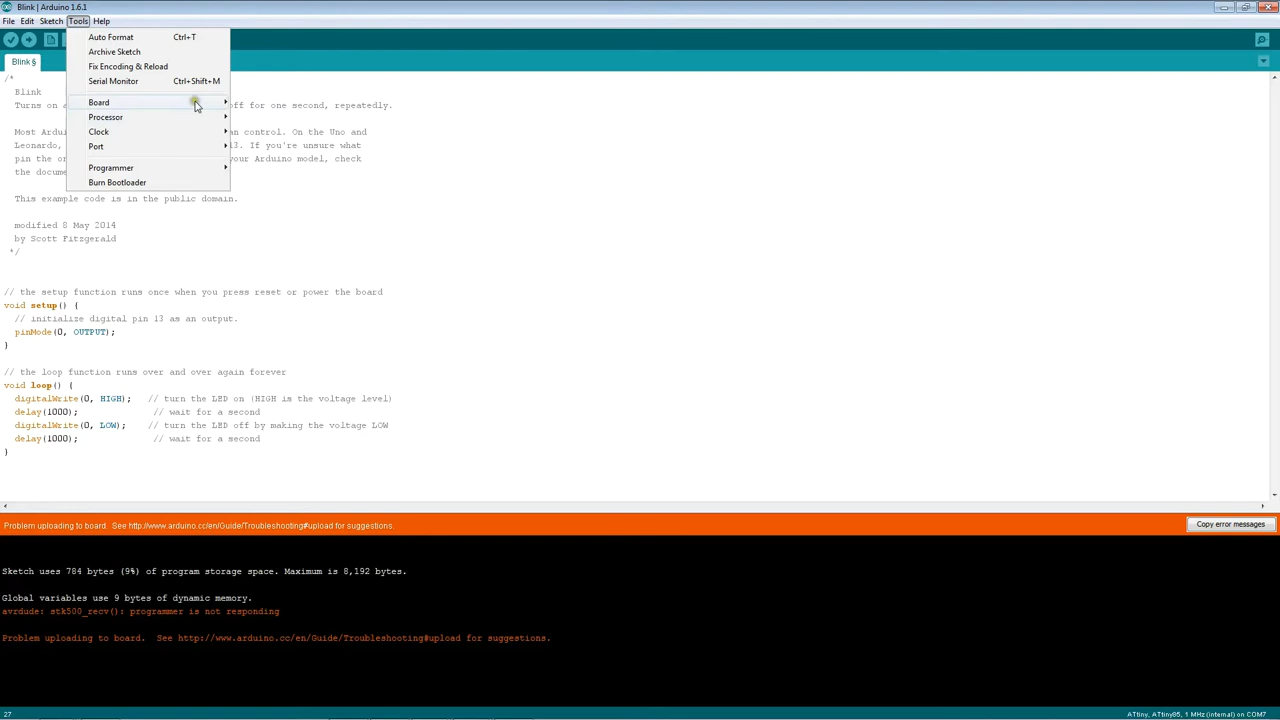 Blink | Arduino 1.6.1
File Edit Sketch Tools Help
Auto Format Ctrl+T
Archive Sketch
Fix Encoding & Reload
Serial Monitor Ctrl+Shift+M
Board
Processor
Clock
Port
Programmer
Burn Bootloader
Blink §
/*
Blink
Turns on a off for one second, repeatedly.
Most Ardui an control. On the Uno and
Leonardo, 13. If you're unsure what
pin the on your Arduino model, check
the docume
This example code is in the public domain.
modified 8 May 2014
by Scott Fitzgerald
*/
// the setup function runs once when you press reset or power the board
void setup() {
// initialize digital pin 13 as an output.
pinMode(0, OUTPUT);
}
// the loop function runs over and over again forever
void loop() {
digitalWrite(0, HIGH); // turn the LED on (HIGH is the voltage level)
delay(1000); // wait for a second
digitalWrite(0, LOW); // turn the LED off by making the voltage LOW
delay(1000); // wait for a second
}
Problem uploading to board. See http://www.arduino.cc/en/Guide/Troubleshooting#upload for suggestions.
Copy error messages
Sketch uses 784 bytes (9%) of program storage space. Maximum is 8,192 bytes.
Global variables use 9 bytes of dynamic memory.
avrdude: stk500_recv(): programmer is not responding
Problem uploading to board. See http://www.arduino.cc/en/Guide/Troubleshooting#upload for suggestions.
27
ATtiny, ATtiny85, 1 MHz (internal) on COM7